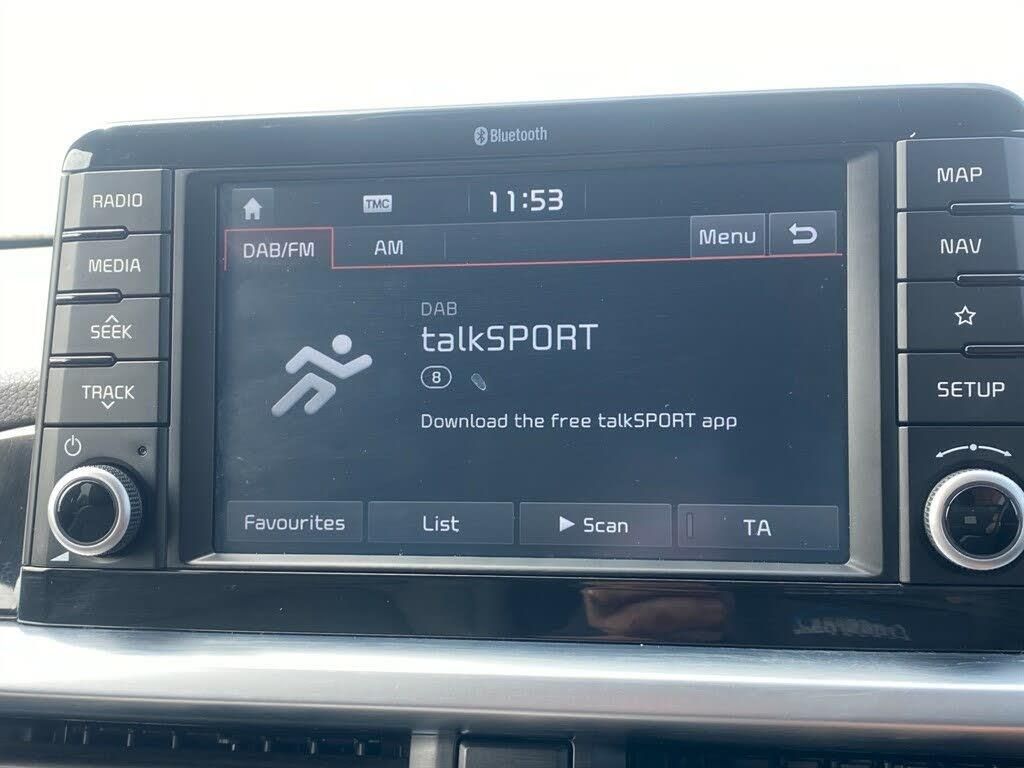 Bluetooth
RADIO
MEDIA
SEEK
TRACK
TMC
11:53
DAB/FM
AM
Menu
DAB
talkSPORT
8
Download the free talkSPORT app
Favourites
List
Scan
TA
MAP
NAV
SETUP